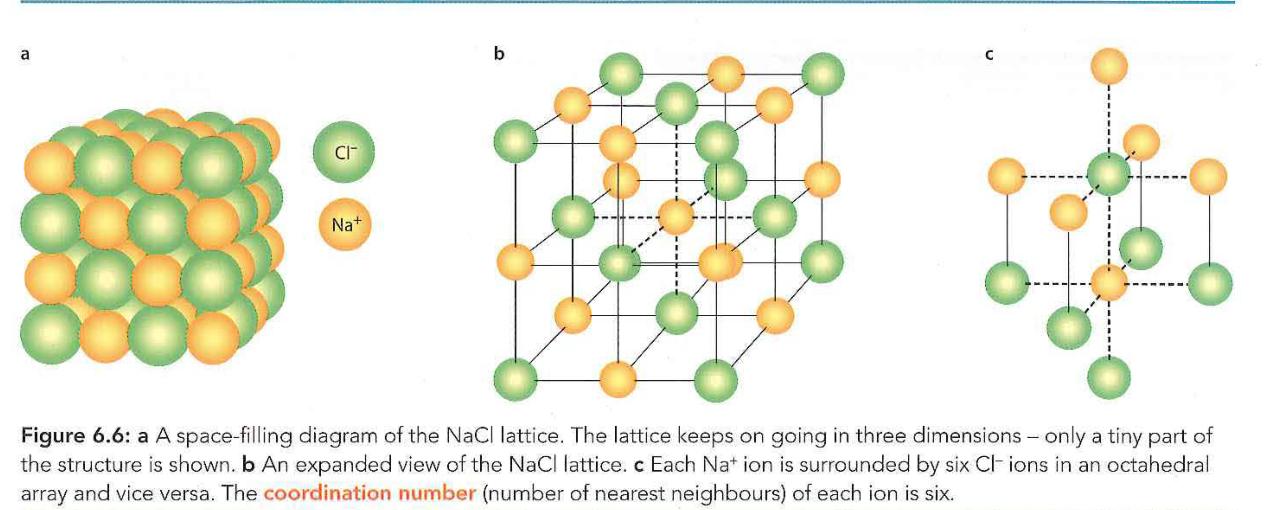 a
b
c
Cl⁻
Na⁺
Figure 6.6: a A space-filling diagram of the NaCl lattice. The lattice keeps on going in three dimensions – only a tiny part of
the structure is shown. b An expanded view of the NaCl lattice. c Each Na⁺ ion is surrounded by six Cl⁻ ions in an octahedral
array and vice versa. The coordination number (number of nearest neighbours) of each ion is six.